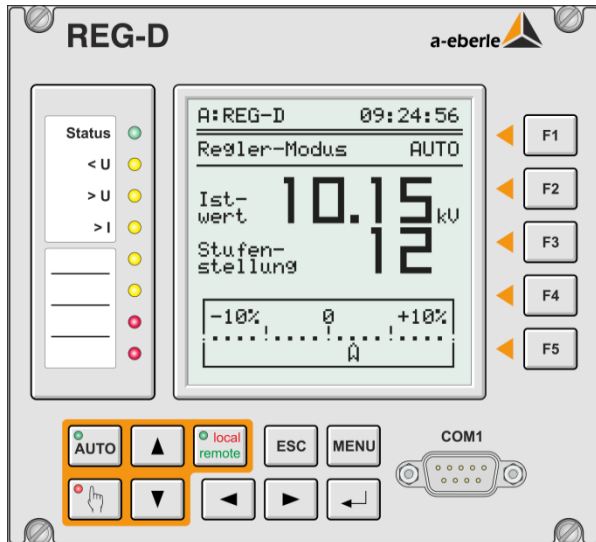 REG-D
a-eberle
Status
< U
> U
> I
A:REG-D 09:24:56
Regler-Modus AUTO
Ist-
wert 10.15 kV
Stufen-
stellung 12
-10% 0 +10%
F1
F2
F3
F4
F5
AUTO
local
remote
ESC
MENU
COM1